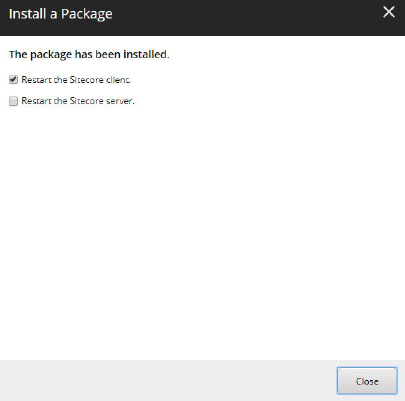 Install a Package
The package has been installed.
Restart the Sitecore client.
Restart the Sitecore server.
Close